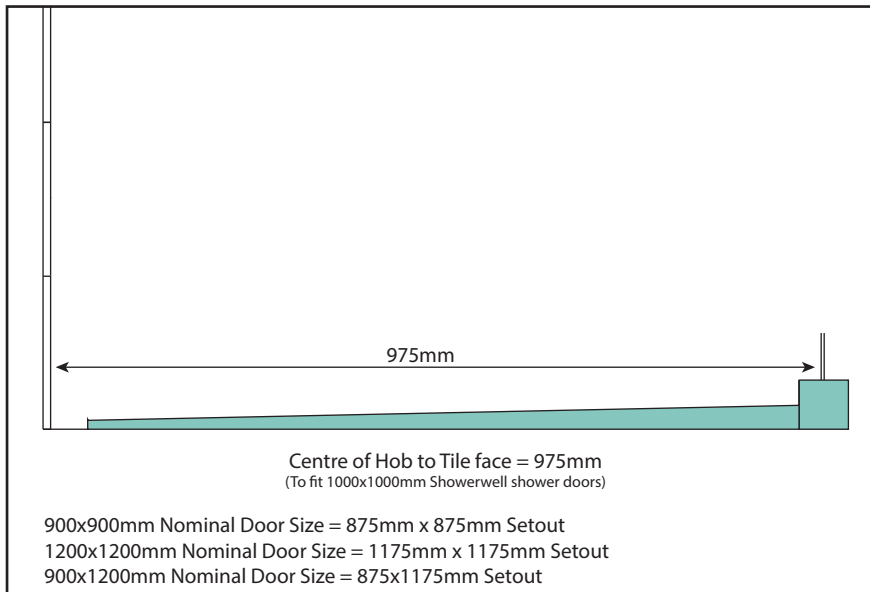 975mm
Centre of Hob to Tile face = 975mm
(To fit 1000x1000mm Showerwell shower doors)
900x900mm Nominal Door Size = 875mm x 875mm Setout
1200x1200mm Nominal Door Size = 1175mm x 1175mm Setout
900x1200mm Nominal Door Size = 875x1175mm Setout